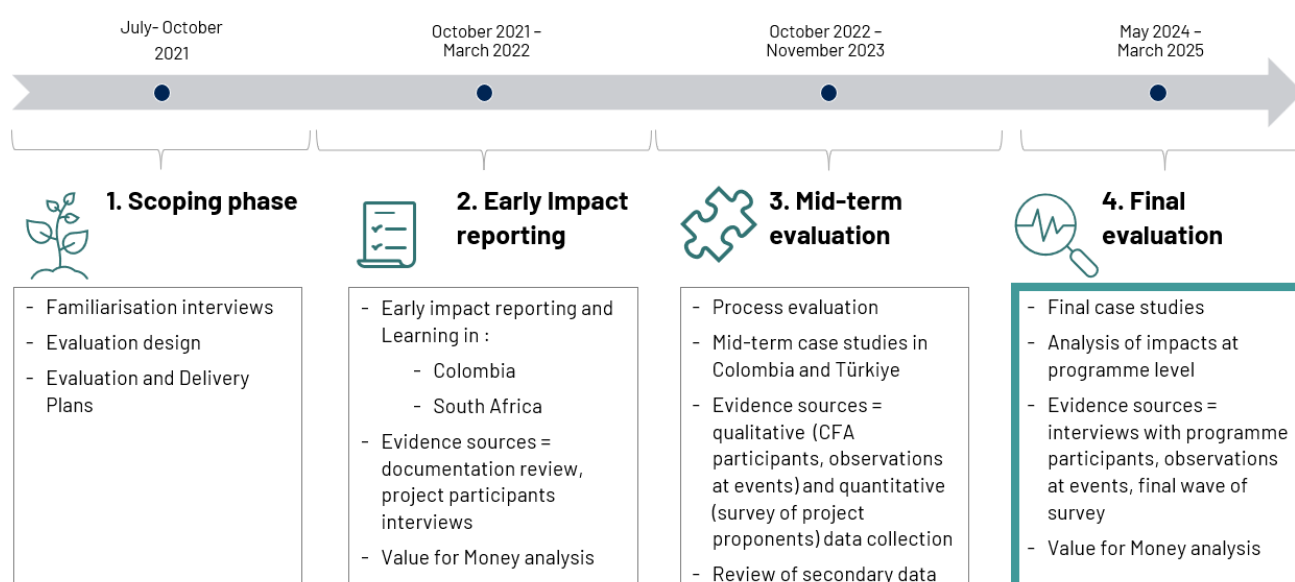 July- October
2021
October 2021 –
March 2022
October 2022 –
November 2023
May 2024 –
March 2025
1. Scoping phase
2. Early Impact
reporting
3. Mid-term
evaluation
4. Final
evaluation
- Familiarisation interviews
- Evaluation design
- Evaluation and Delivery
Plans
- Early impact reporting and
Learning in :
- Colombia
- South Africa
- Evidence sources =
documentation review,
project participants
interviews
- Value for Money analysis
- Process evaluation
- Mid-term case studies in
Colombia and Türkiye
- Evidence sources =
qualitative (CFA
participants, observations
at events) and quantitative
(survey of project
proponents) data collection
- Review of secondary data
- Final case studies
- Analysis of impacts at
programme level
- Evidence sources =
interviews with programme
participants, observations
at events, final wave of
survey
- Value for Money analysis